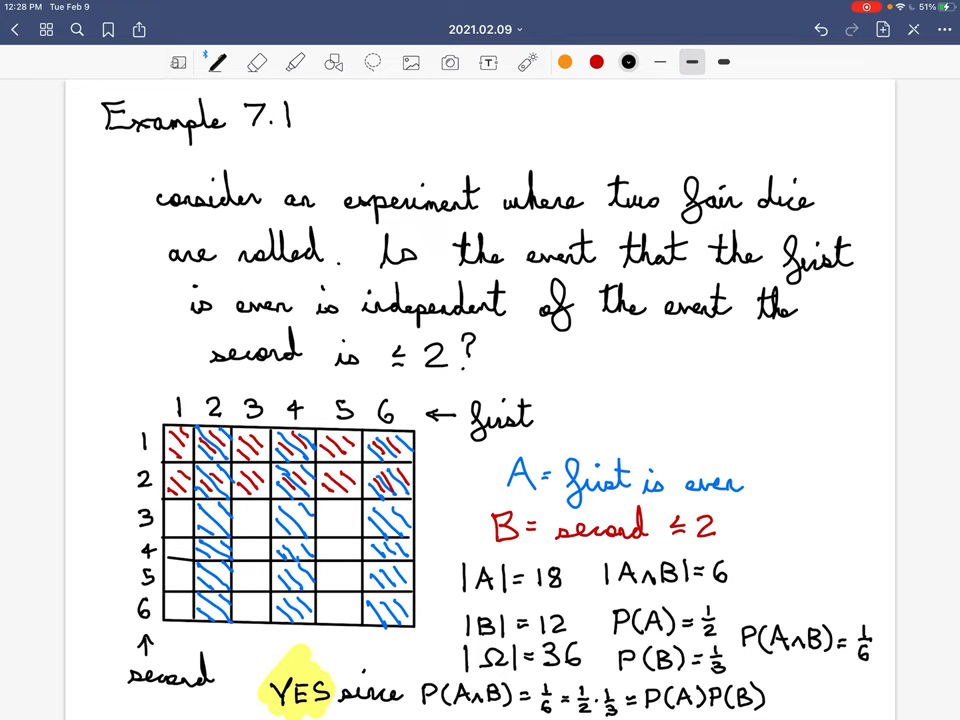 12:28 PM Tue Feb 9
51%
2021.02.09
T
Example 7.1
consider an experiment where two fair dice
are rolled. Is the event that the first
is even is independent of the event the
second is ≤ 2?
1 2 3 4 5 6 ← first
1
2
3
4
5
6
↑
second
A = first is even
B = second ≤ 2
|A| = 18 |A∩B| = 6
|B| = 12 P(A) = 1/2
|Ω| = 36 P(B) = 1/3 P(A∩B) = 1/6
YES since P(A∩B) = 1/6 = 1/2 · 1/3 = P(A)P(B)